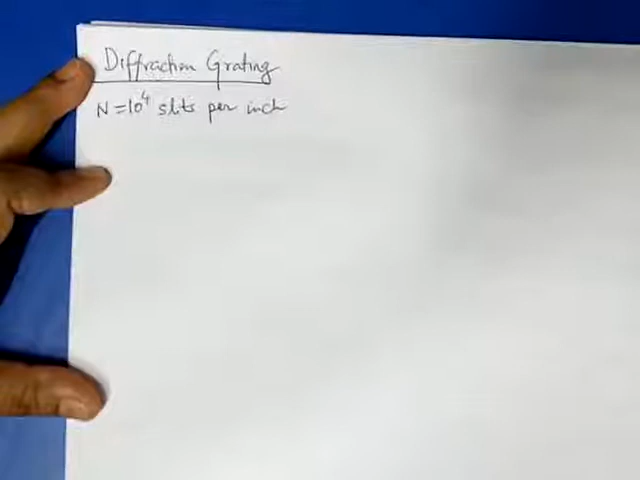 Diffraction Grating
N = 10⁴ slits per inch